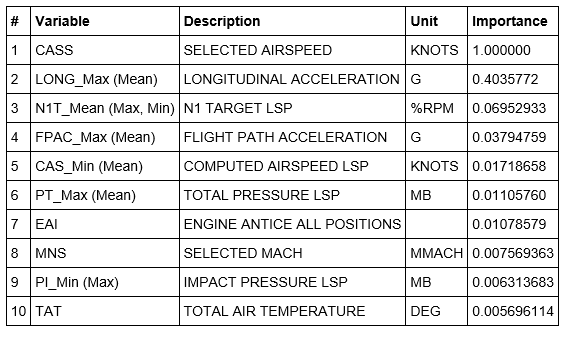 # Variable Description Unit Importance
1 CASS SELECTED AIRSPEED KNOTS 1.000000
2 LONG_Max (Mean) LONGITUDINAL ACCELERATION G 0.4035772
3 N1T_Mean (Max, Min) N1 TARGET LSP %RPM 0.06952933
4 FPAC_Max (Mean) FLIGHT PATH ACCELERATION G 0.03794759
5 CAS_Min (Mean) COMPUTED AIRSPEED LSP KNOTS 0.01718658
6 PT_Max (Mean) TOTAL PRESSURE LSP MB 0.01105760
7 EAI ENGINE ANTICE ALL POSITIONS 0.01078579
8 MNS SELECTED MACH MMACH 0.007569363
9 PI_Min (Max) IMPACT PRESSURE LSP MB 0.006313683
10 TAT TOTAL AIR TEMPERATURE DEG 0.005696114